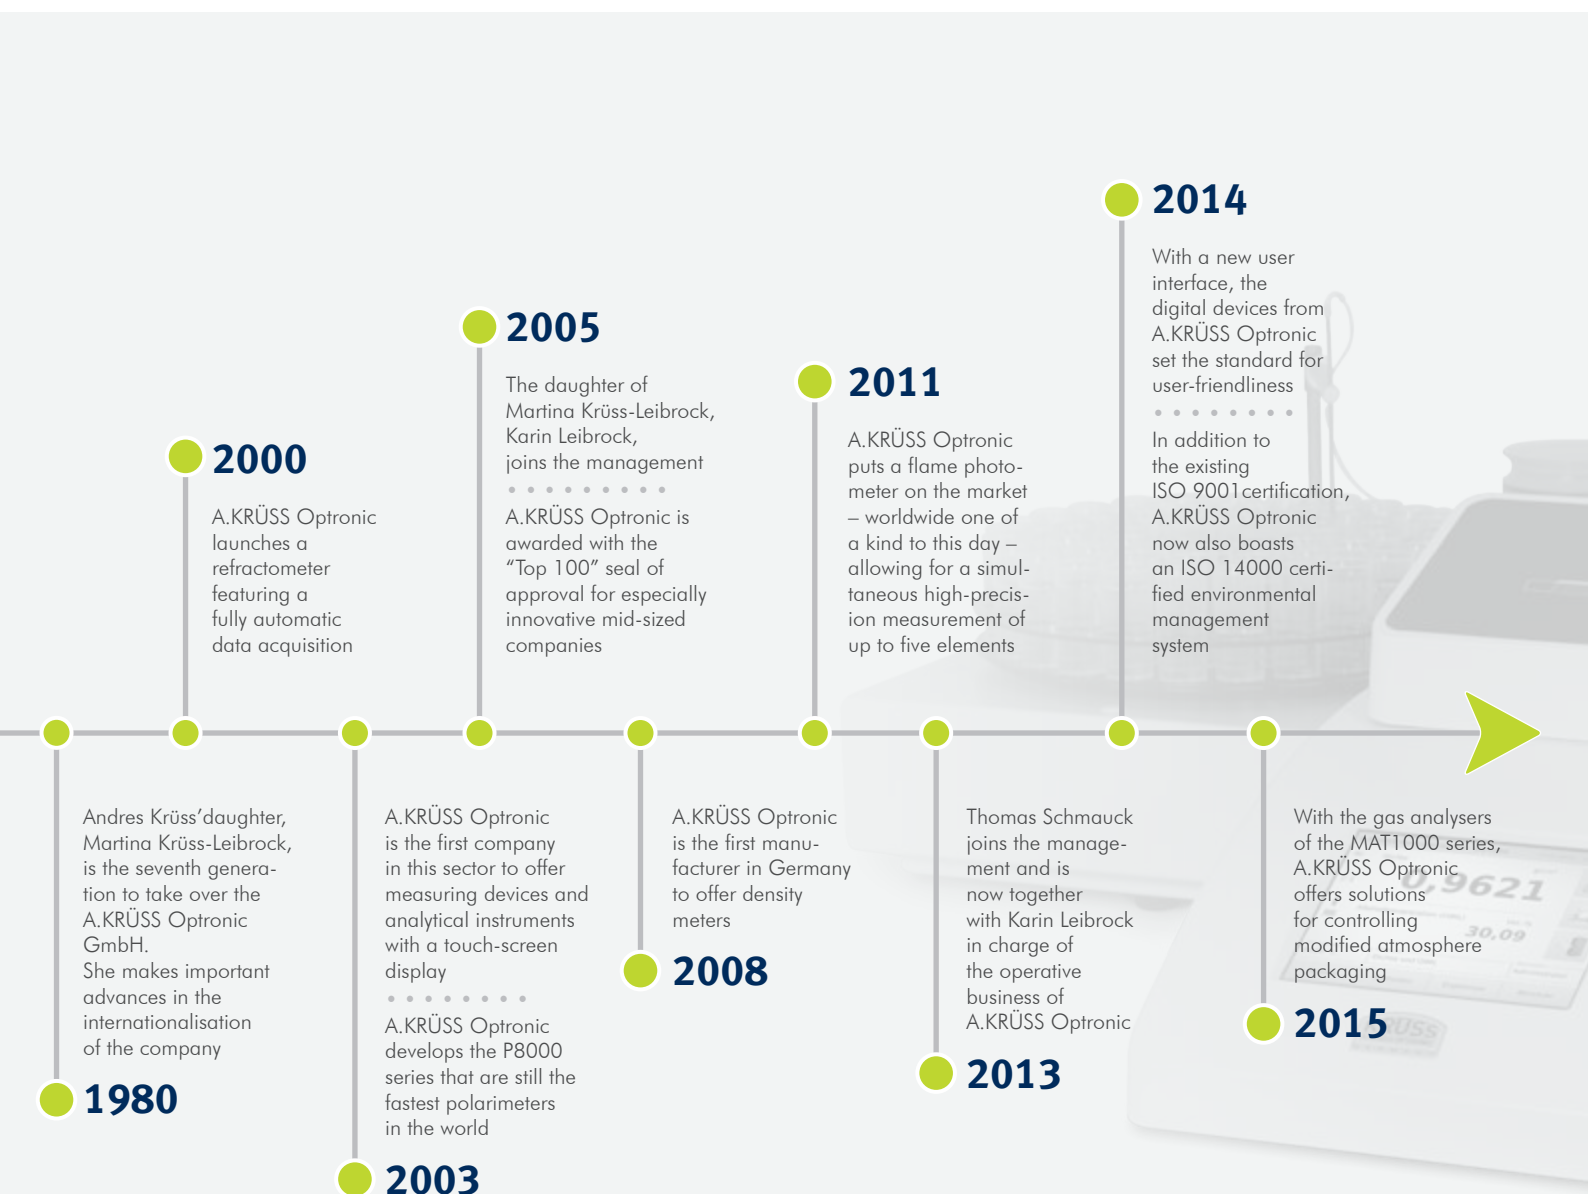 2014
With a new user
interface, the
digital devices from
A.KRÜSS Optronic
set the standard for
user-friendliness
In addition to
the existing
ISO 9001certification,
A.KRÜSS Optronic
now also boasts
an ISO 14000 certi-
fied environmental
management
system
2005
The daughter of
Martina Krüss-Leibrock,
Karin Leibrock,
joins the management
A.KRÜSS Optronic is
awarded with the
“Top 100” seal of
approval for especially
innovative mid-sized
companies
2011
A.KRÜSS Optronic
puts a flame photo-
meter on the market
– worldwide one of
a kind to this day –
allowing for a simul-
taneous high-precis-
ion measurement of
up to five elements
2000
A.KRÜSS Optronic
launches a
refractometer
featuring a
fully automatic
data acquisition
Andres Krüss’daughter,
Martina Krüss-Leibrock,
is the seventh genera-
tion to take over the
A.KRÜSS Optronic
GmbH.
She makes important
advances in the
internationalisation
of the company
1980
A.KRÜSS Optronic
is the first company
in this sector to offer
measuring devices and
analytical instruments
with a touch-screen
display
A.KRÜSS Optronic
develops the P8000
series that are still the
fastest polarimeters
in the world
2003
A.KRÜSS Optronic
is the first manu-
facturer in Germany
to offer density
meters
2008
Thomas Schmauck
joins the manage-
ment and is
now together
with Karin Leibrock
in charge of
the operative
business of
A.KRÜSS Optronic
2013
With the gas analysers
of the MAT1000 series,
A.KRÜSS Optronic
offers solutions
for controlling
modified atmosphere
packaging
2015
0,9621
30,09
KRÜSS